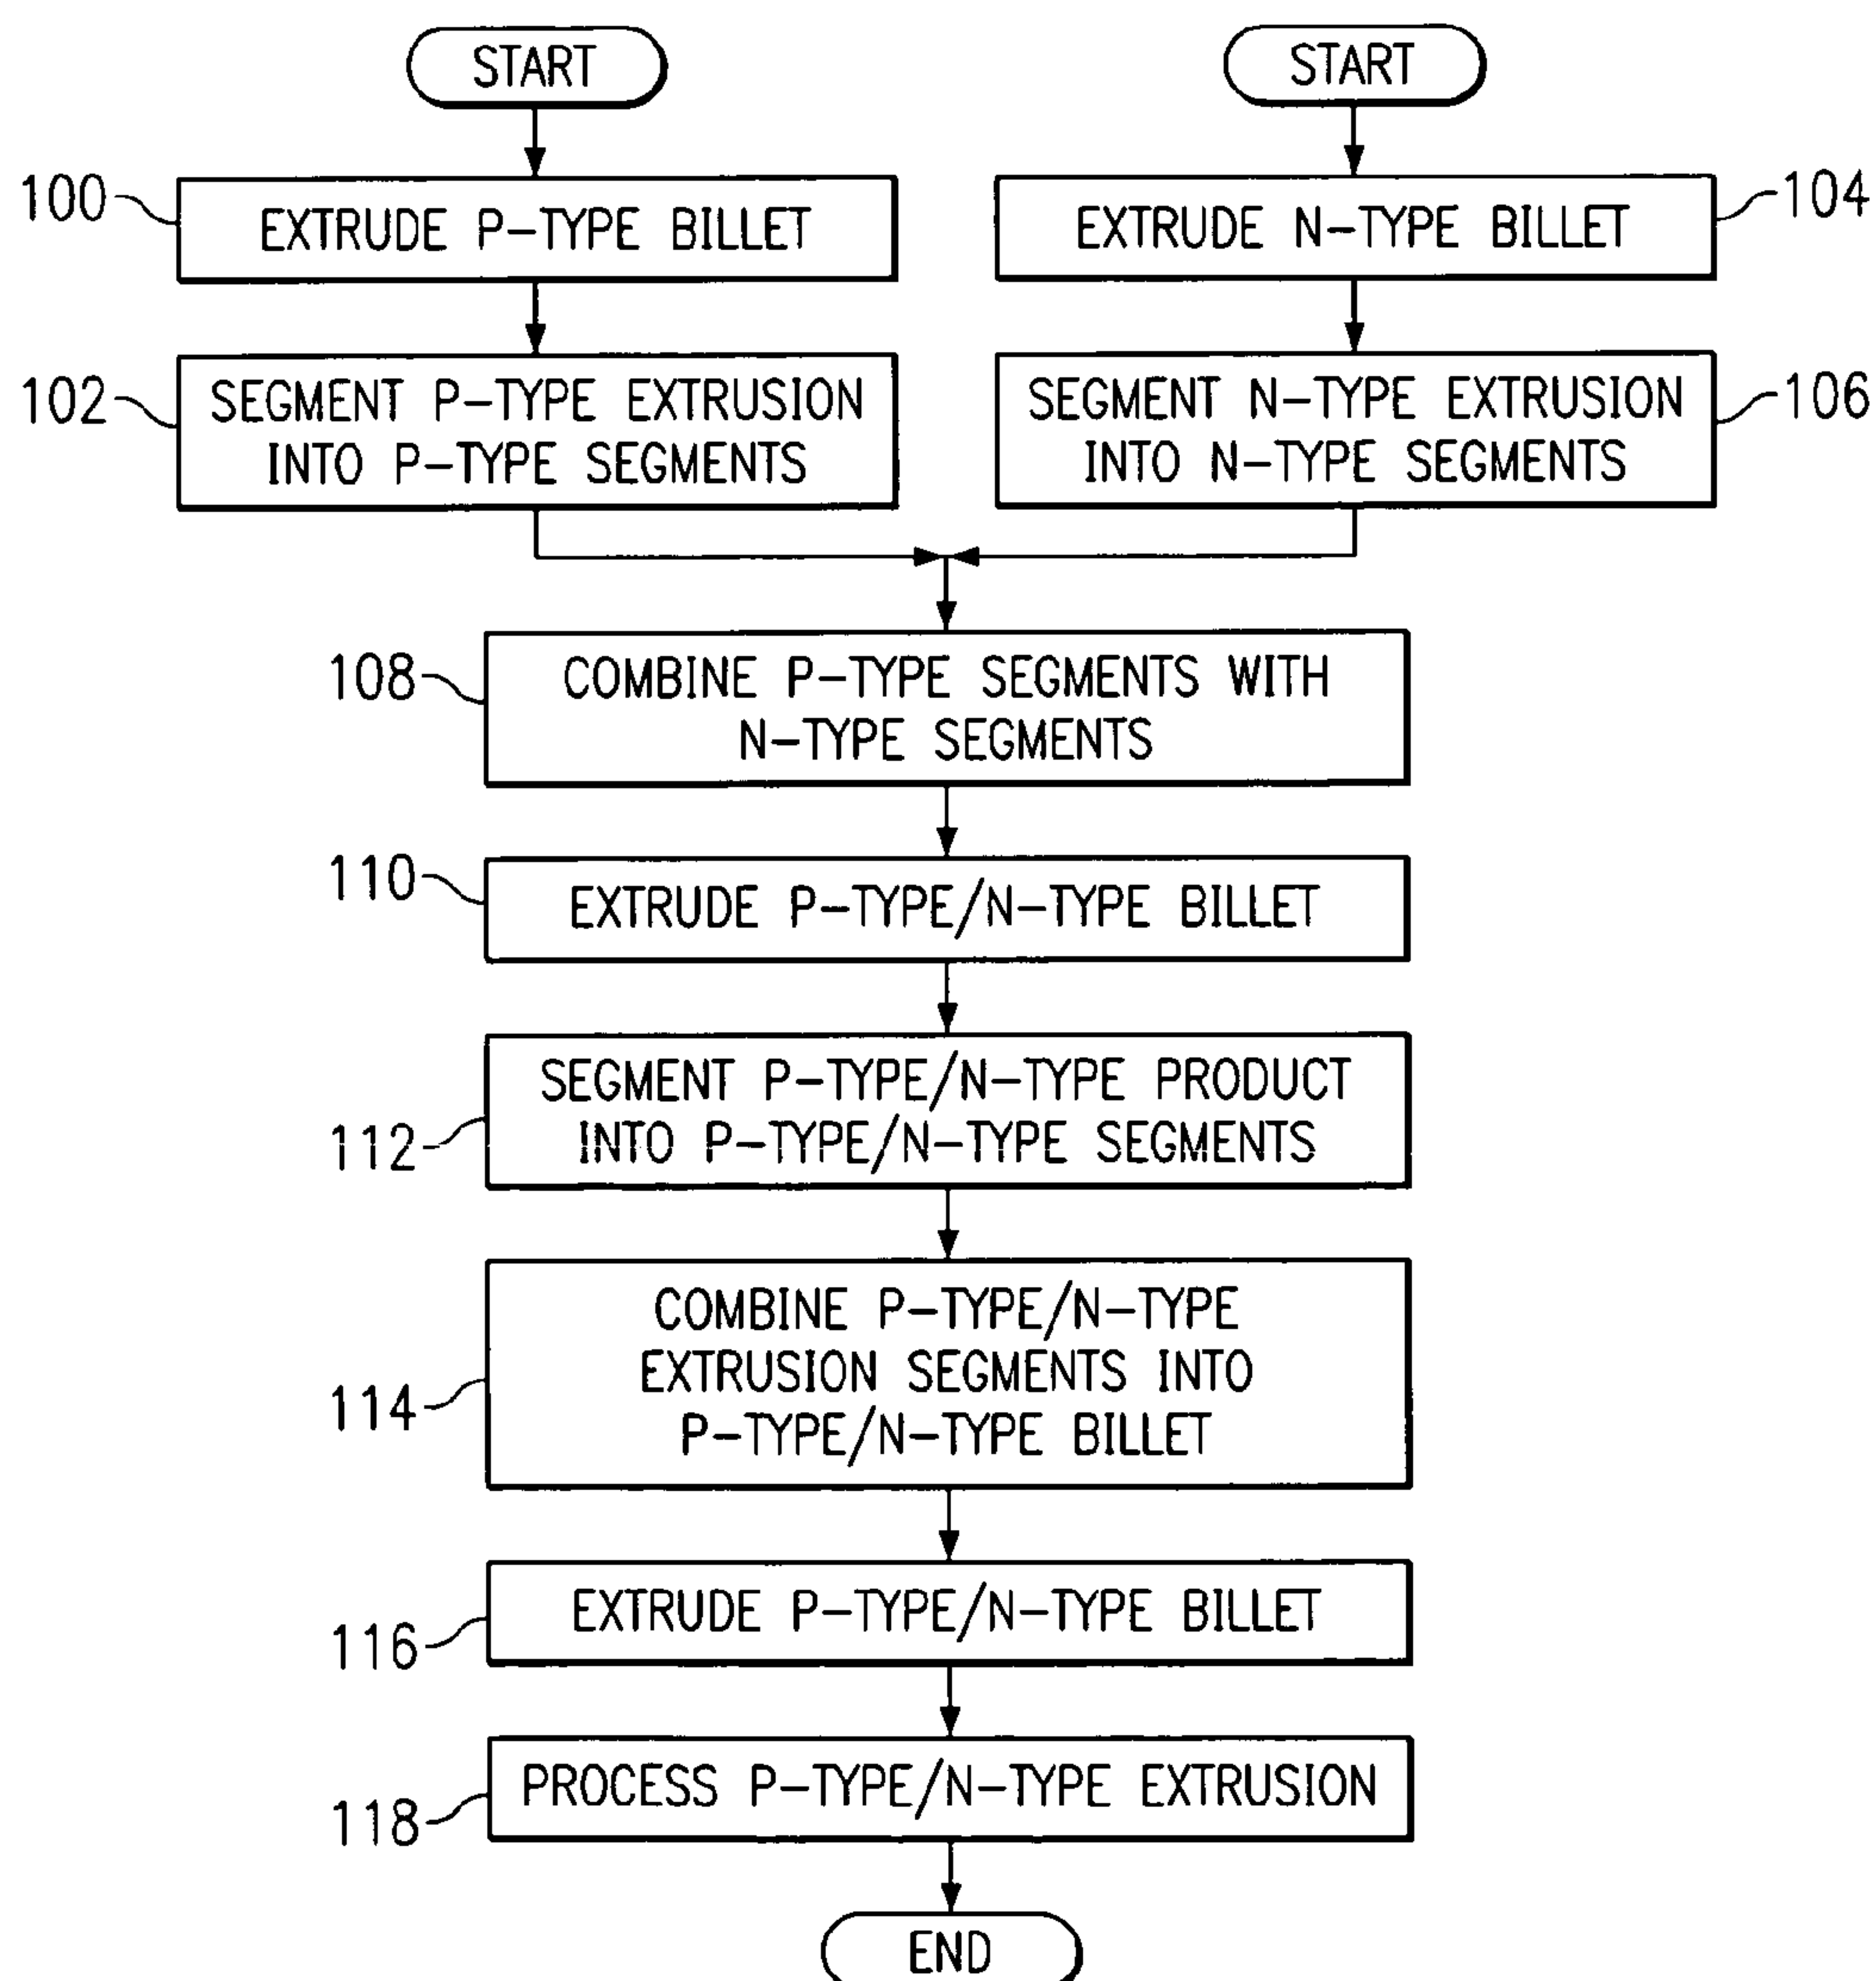 START
START
100
EXTRUDE P-TYPE BILLET
EXTRUDE N-TYPE BILLET
104
102
SEGMENT P-TYPE EXTRUSION
INTO P-TYPE SEGMENTS
SEGMENT N-TYPE EXTRUSION
INTO N-TYPE SEGMENTS
106
108
COMBINE P-TYPE SEGMENTS WITH
N-TYPE SEGMENTS
110
EXTRUDE P-TYPE/N-TYPE BILLET
112
SEGMENT P-TYPE/N-TYPE PRODUCT
INTO P-TYPE/N-TYPE SEGMENTS
114
COMBINE P-TYPE/N-TYPE
EXTRUSION SEGMENTS INTO
P-TYPE/N-TYPE BILLET
116
EXTRUDE P-TYPE/N-TYPE BILLET
118
PROCESS P-TYPE/N-TYPE EXTRUSION
END